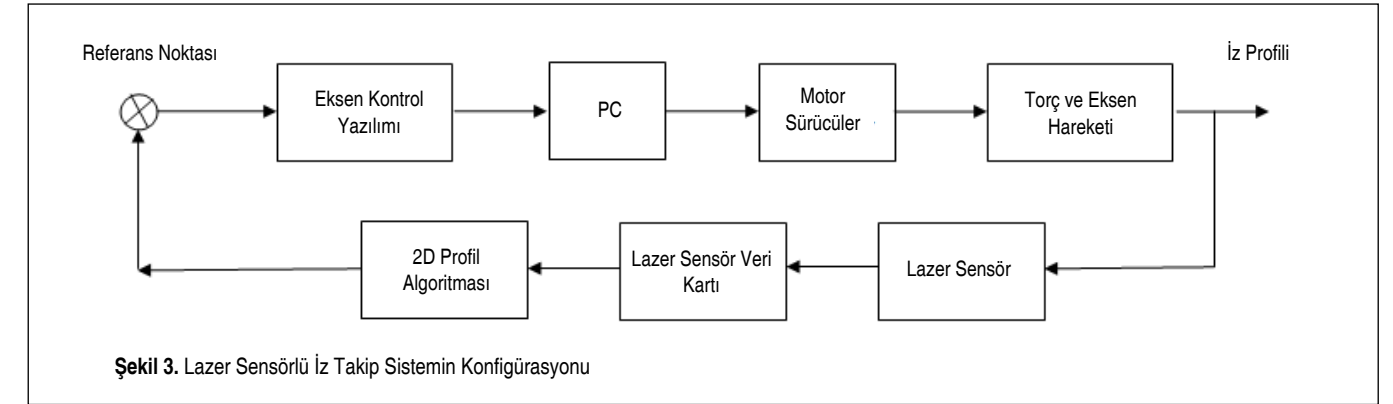 Referans Noktası
İz Profili
Eksen Kontrol
Yazılımı
PC
Motor
Sürücüler
Torç ve Eksen
Hareketi
2D Profil
Algoritması
Lazer Sensör Veri
Kartı
Lazer Sensör
Şekil 3. Lazer Sensörlü İz Takip Sistemin Konfigürasyonu